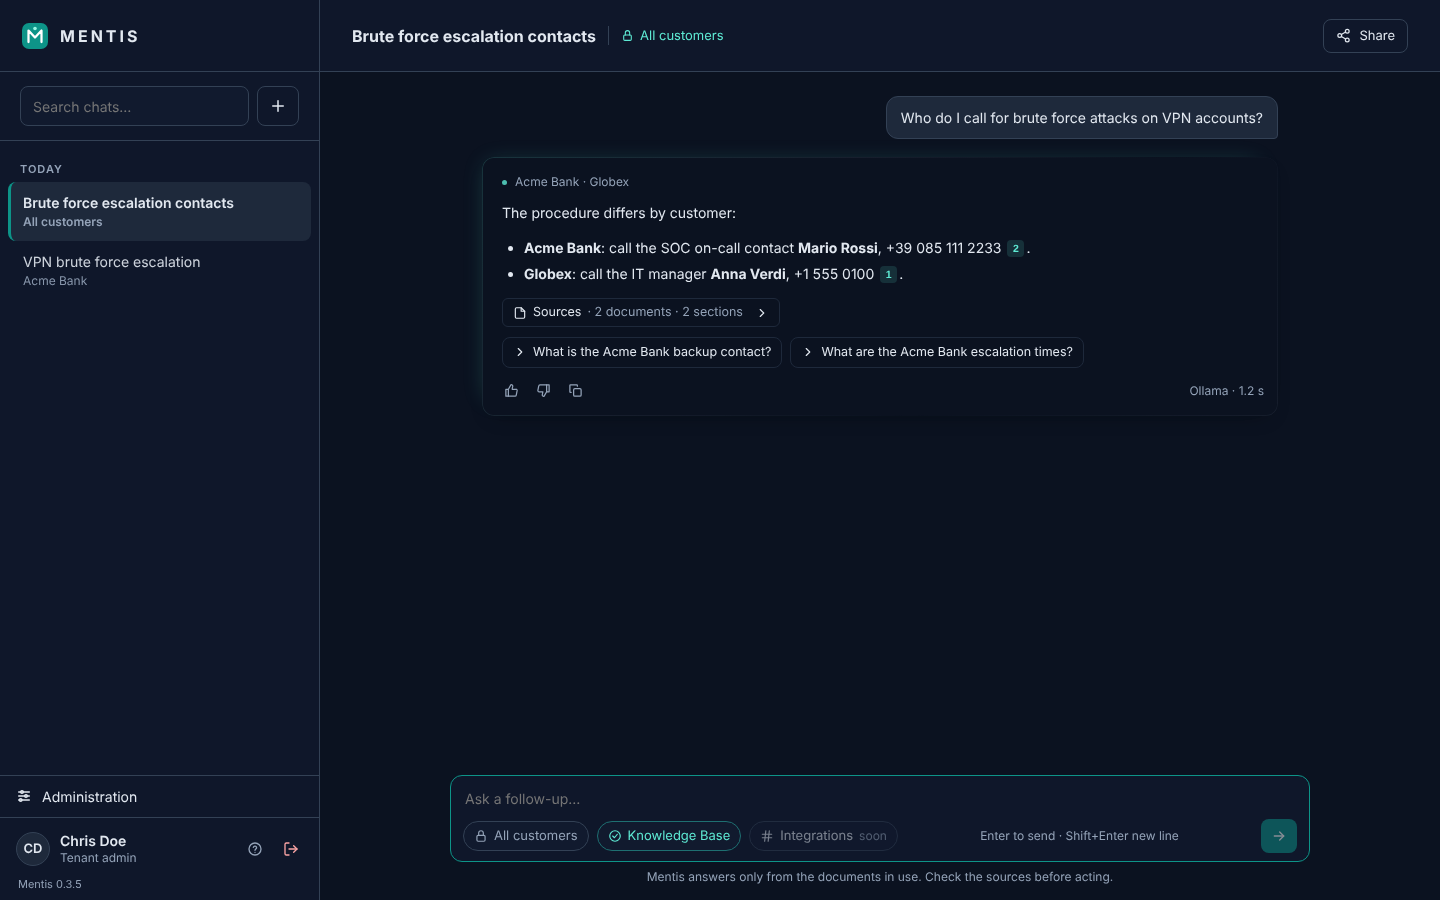 MENTIS
Search chats...
TODAY
Brute force escalation contacts
All customers
VPN brute force escalation
Acme Bank
Administration
CD
Chris Doe
Tenant admin
Mentis 0.3.5
Brute force escalation contacts
All customers
Share
Who do I call for brute force attacks on VPN accounts?
Acme Bank · Globex
The procedure differs by customer:
• Acme Bank: call the SOC on-call contact Mario Rossi, +39 085 111 2233 2 .
• Globex: call the IT manager Anna Verdi, +1 555 0100 1 .
Sources · 2 documents · 2 sections
What is the Acme Bank backup contact? What are the Acme Bank escalation times?
Ollama · 1.2 s
Ask a follow-up...
All customers Knowledge Base Integrations soon Enter to send · Shift+Enter new line
Mentis answers only from the documents in use. Check the sources before acting.